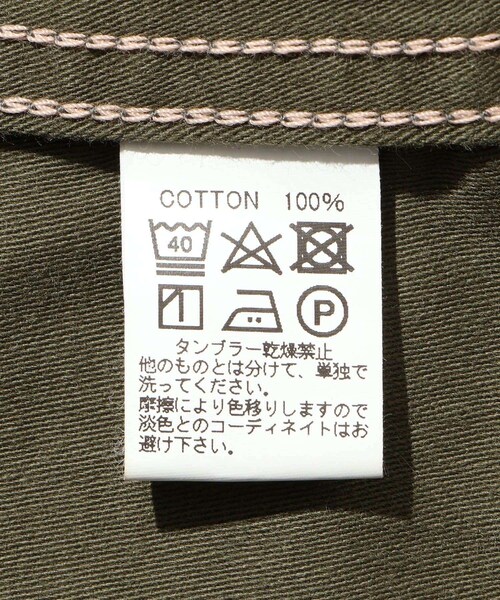 COTTON 100%
40
P
タンブラー乾燥禁止
他のものとは分けて、単独で
洗ってください。
摩擦により色移りしますので
淡色とのコーディネイトはお
避け下さい。